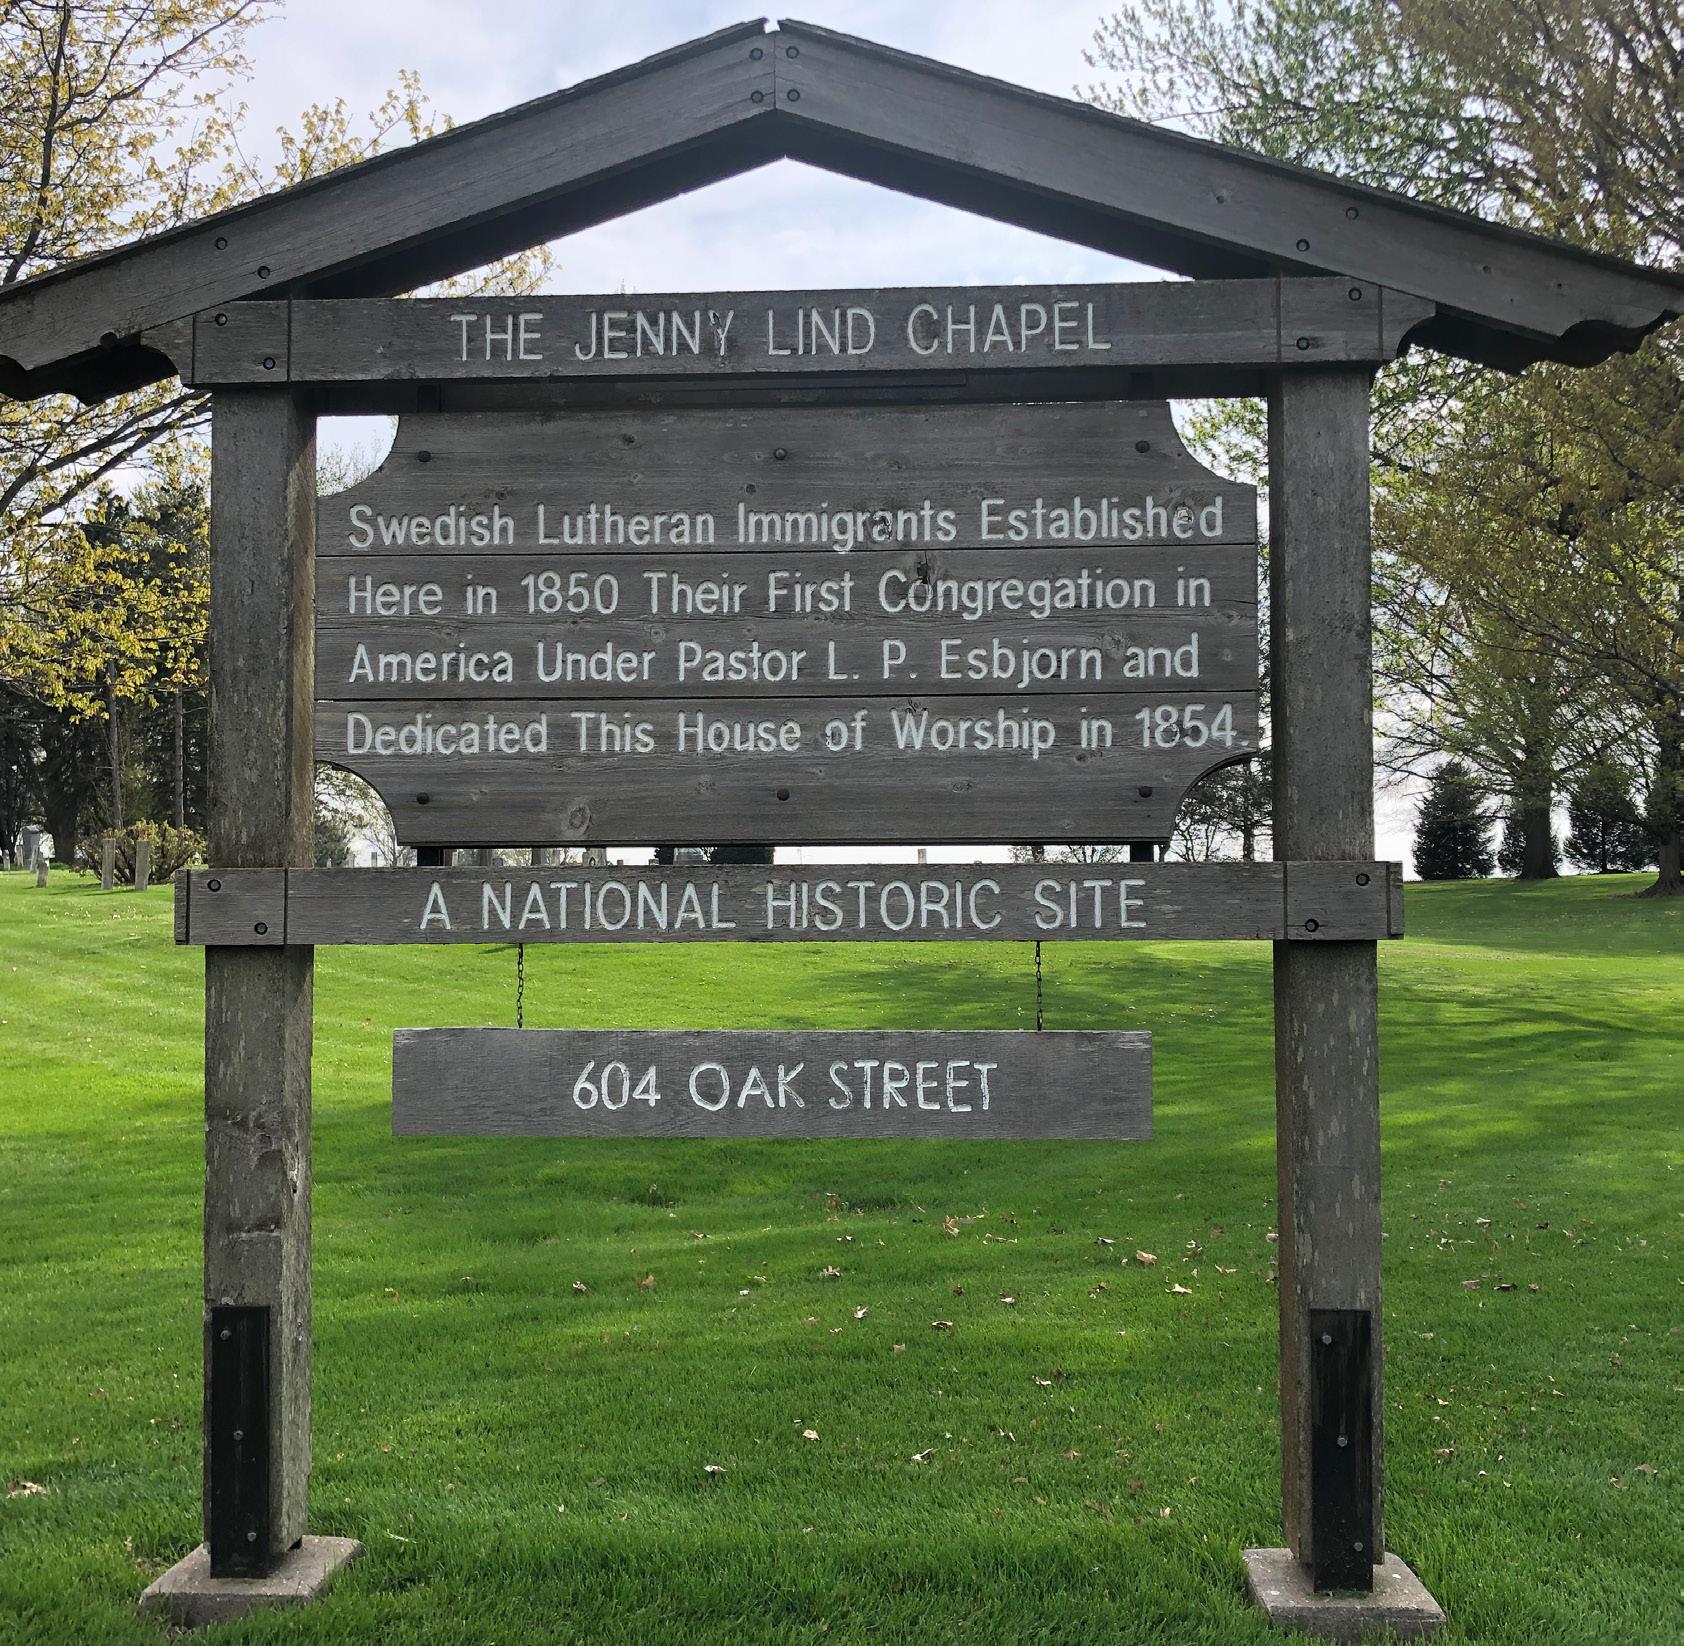 THE JENNY LIND CHAPEL
Swedish Lutheran Immigrants Established
Here in 1850 Their First Congregation in
America Under Pastor L. P. Esbjorn and
Dedicated This House of Worship in 1854.
A NATIONAL HISTORIC SITE
604 OAK STREET